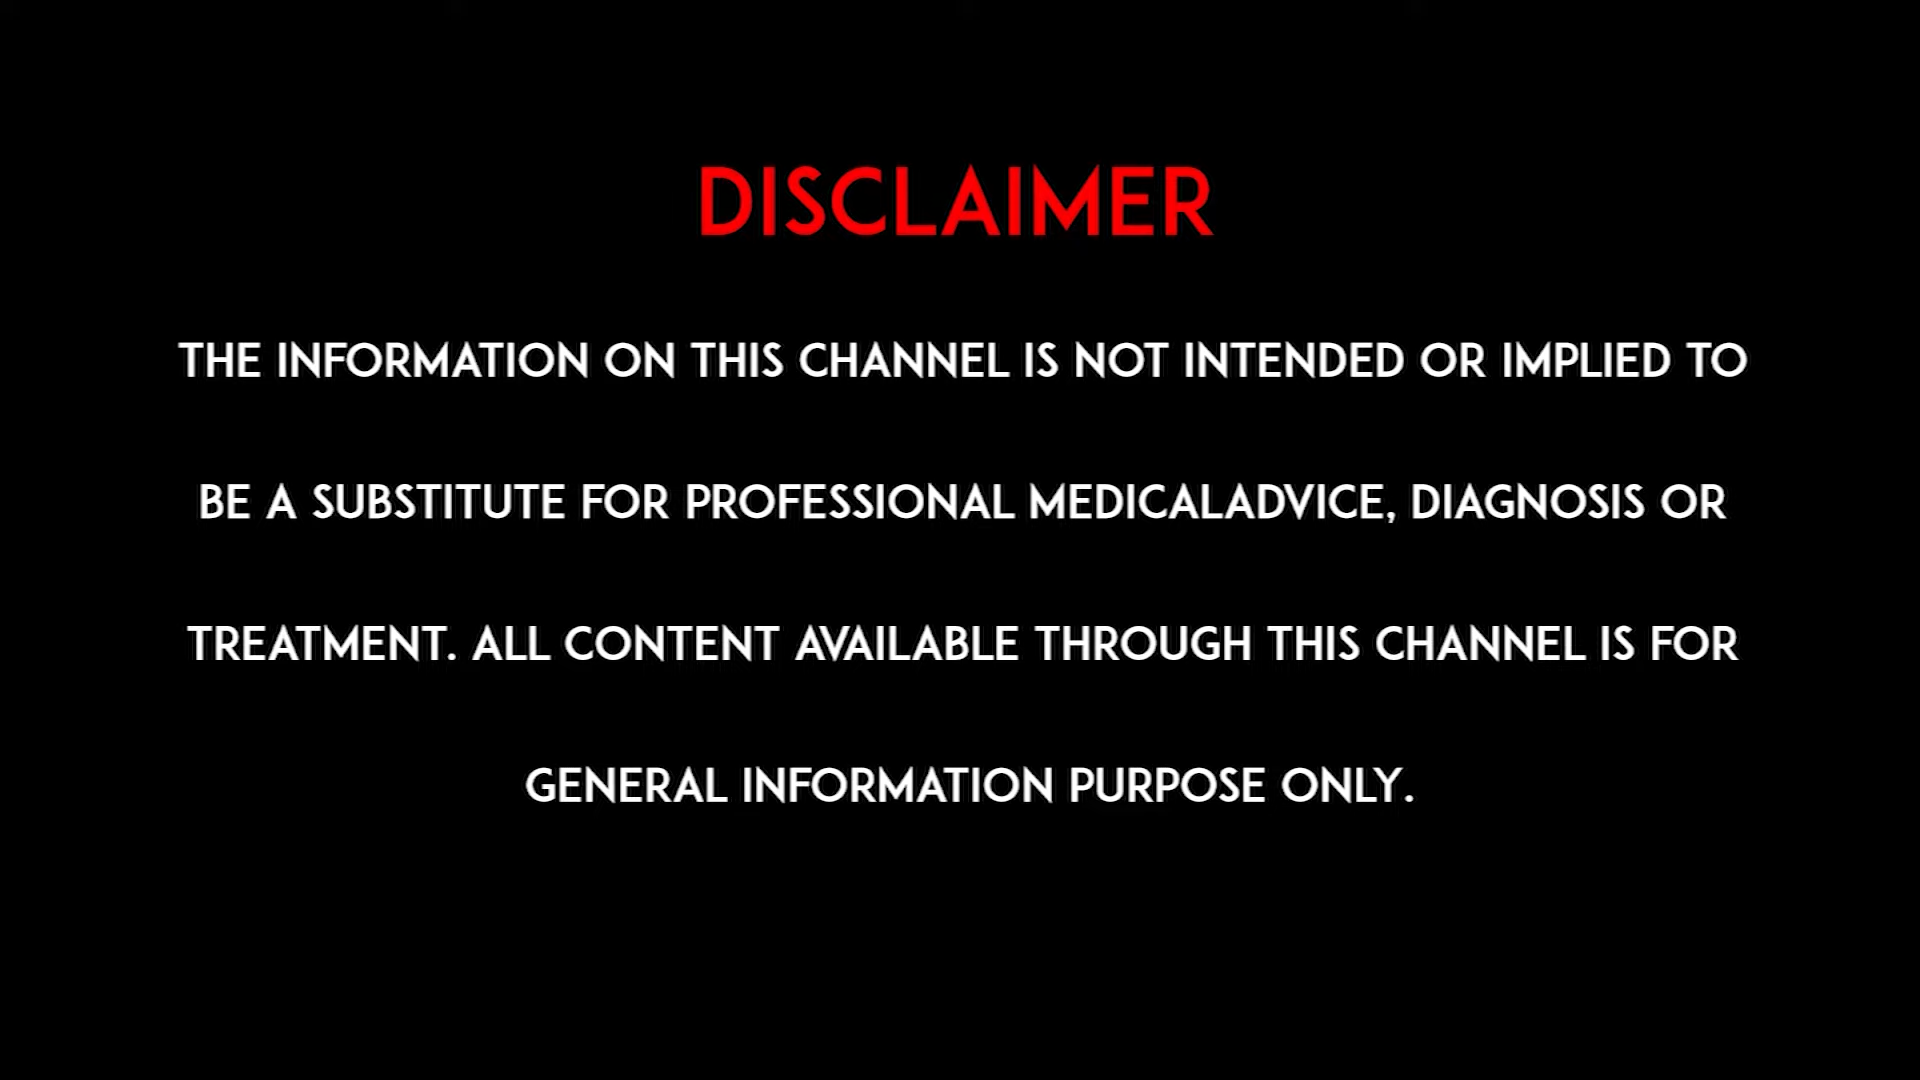 DISCLAIMER
THE INFORMATION ON THIS CHANNEL IS NOT INTENDED OR IMPLIED TO
BE A SUBSTITUTE FOR PROFESSIONAL MEDICALADVICE, DIAGNOSIS OR
TREATMENT. ALL CONTENT AVAILABLE THROUGH THIS CHANNEL IS FOR
GENERAL INFORMATION PURPOSE ONLY.